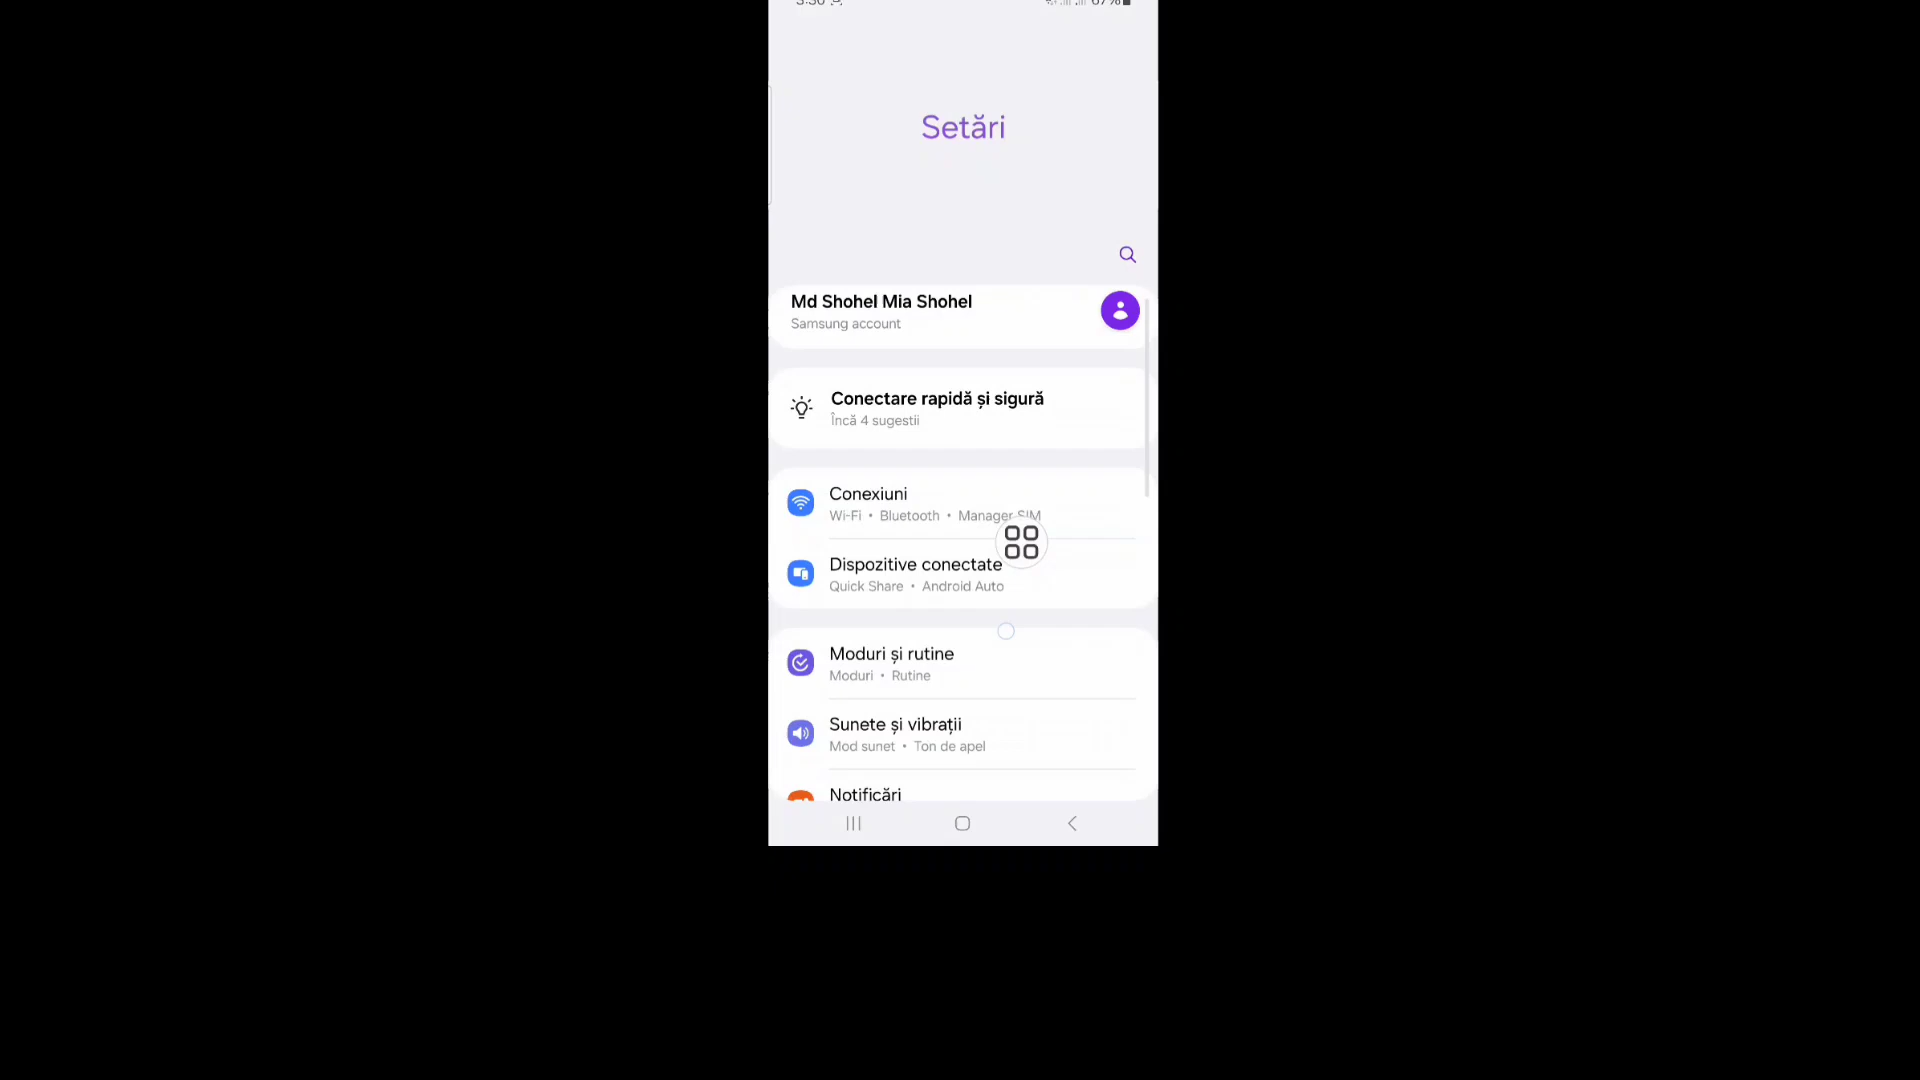 Setări
Md Shohel Mia Shohel
Samsung account
Conectare rapidă și sigură
Încă 4 sugestii
Conexiuni
Wi-Fi • Bluetooth • Manager SIM
Dispozitive conectate
Quick Share • Android Auto
Moduri și rutine
Moduri • Rutine
Sunete și vibrații
Mod sunet • Ton de apel
Notificări